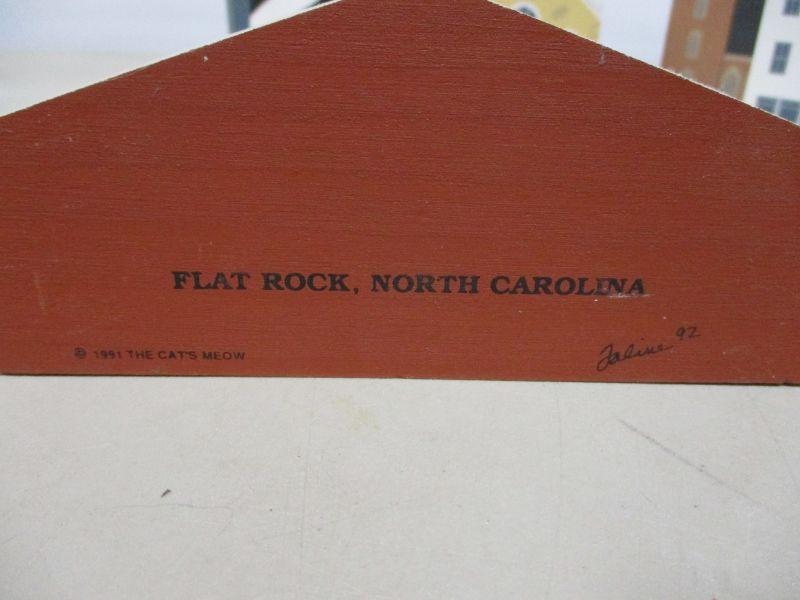 FLAT ROCK, NORTH CAROLINA
© 1991 THE CAT'S MEOW
Faline 92